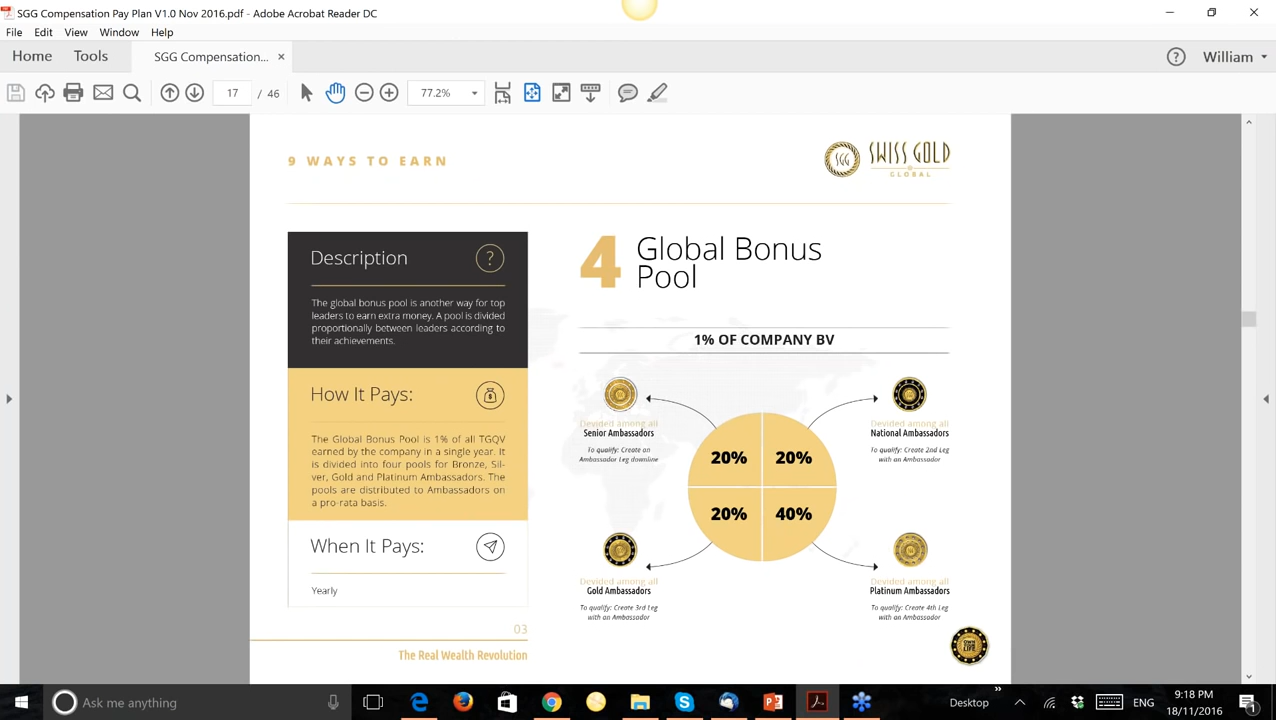 SGG Compensation Pay Plan V1.0 Nov 2016.pdf - Adobe Acrobat Reader DC
File Edit View Window Help
Home Tools SGG Compensation... × ? William
17 / 46 77.2%
9 WAYS TO EARN
SGG SWISS GOLD
GLOBAL
Description ?
The global bonus pool is another way for top
leaders to earn extra money. A pool is divided
proportionally between leaders according to
their achievements.
How It Pays:
The Global Bonus Pool is 1% of all TGQV
earned by the company in a single year. It
is divided into four pools for Bronze, Sil-
ver, Gold and Platinum Ambassadors. The
pools are distributed to Ambassadors on
a pro-rata basis.
When It Pays:
Yearly
03
The Real Wealth Revolution
4 Global Bonus
Pool
1% OF COMPANY BV
Devided among all
Senior Ambassadors
To qualify: Create an
Ambassador Leg downline
Devided among all
National Ambassadors
To qualify: Create 2nd Leg
with an Ambassador
20% 20%
20% 40%
Devided among all
Gold Ambassadors
To qualify: Create 3rd Leg
with an Ambassador
Devided among all
Platinum Ambassadors
To qualify: Create 4th Leg
with an Ambassador
OWN
YOUR
LIFE
Ask me anything
Desktop
ENG
9:18 PM
18/11/2016
1